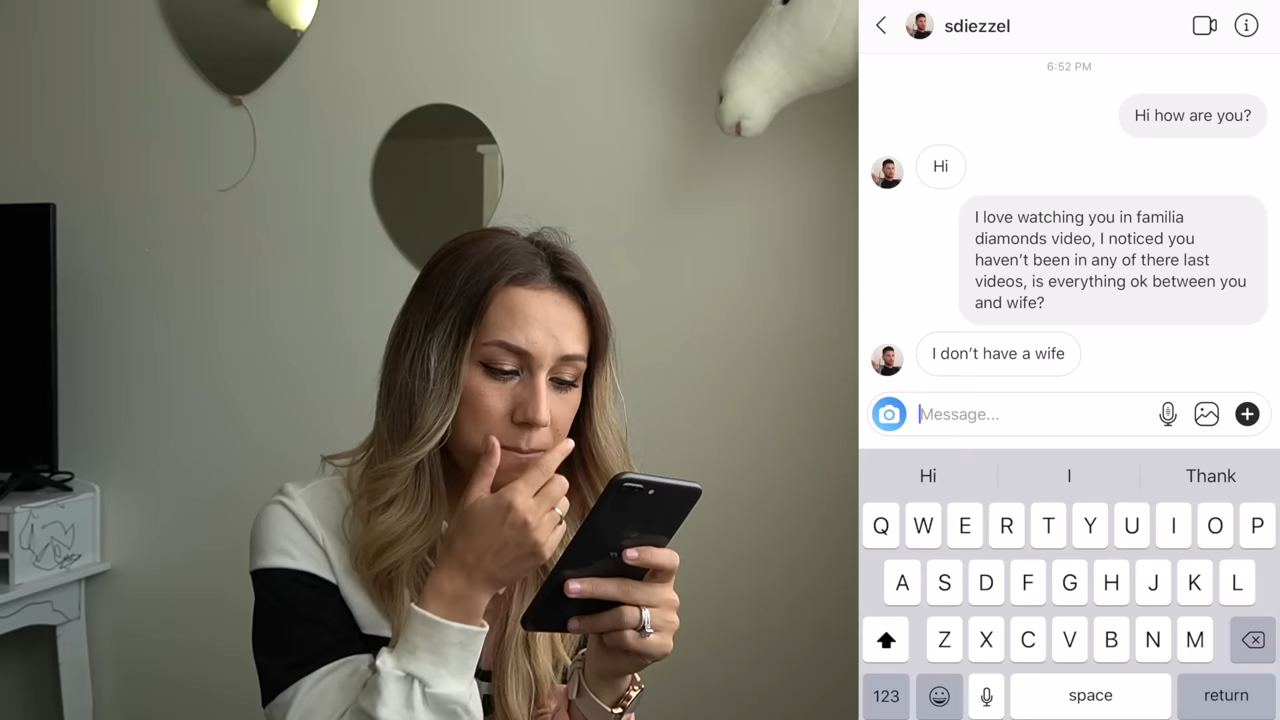 sdiezzel
6:52 PM
Hi how are you?
Hi
I love watching you in familia
diamonds video, I noticed you
haven't been in any of there last
videos, is everything ok between you
and wife?
I don't have a wife
Message...
Hi I Thank
Q W E R T Y U I O P
A S D F G H J K L
Z X C V B N M
123 space return